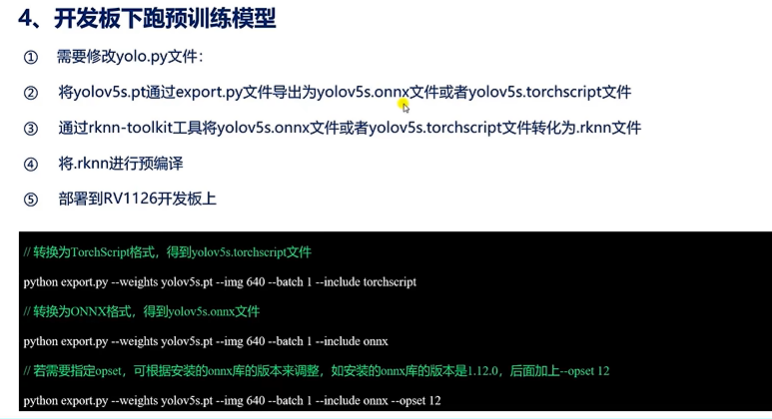 4、开发板下跑预训练模型
① 需要修改yolo.py文件：
② 将yolov5s.pt通过export.py文件导出为yolov5s.onnx文件或者yolov5s.torchscript文件
③ 通过rknn-toolkit工具将yolov5s.onnx文件或者yolov5s.torchscript文件转化为.rknn文件
④ 将.rknn进行预编译
⑤ 部署到RV1126开发板上
// 转换为TorchScript格式，得到yolov5s.torchscript文件
python export.py --weights yolov5s.pt --img 640 --batch 1 --include torchscript
// 转换为ONNX格式，得到yolov5s.onnx文件
python export.py --weights yolov5s.pt --img 640 --batch 1 --include onnx
// 若需要指定opset，可根据安装的onnx库的版本来调整，如安装的onnx库的版本是1.12.0，后面加上--opset 12
python export.py --weights yolov5s.pt --img 640 --batch 1 --include onnx --opset 12